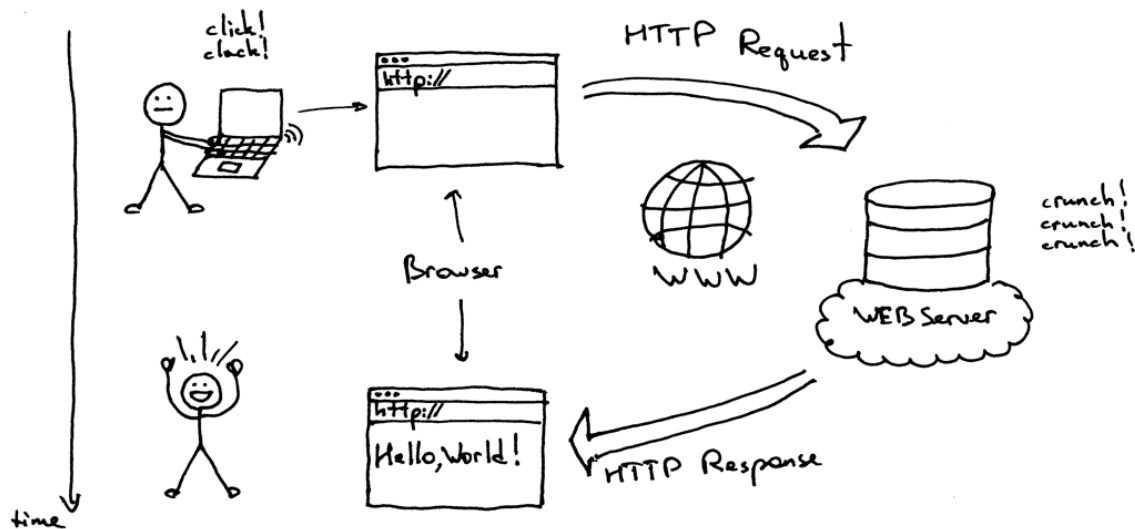 click!
clack!
http://
HTTP Request
WWW
crunch!
crunch!
crunch!
Browser
WEB Server
http://
Hello, World!
HTTP Response
time